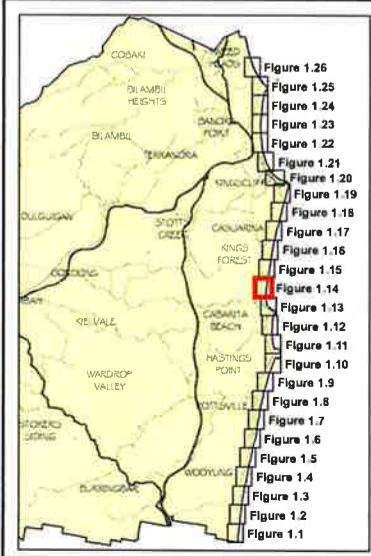 COBAKI
HEADS
Figure 1.26
BILAMBIL
HEIGHTS
Figure 1.25
Figure 1.24
BANORA
POINT
Figure 1.23
BILAMBIL
Figure 1.22
TERRANORA
Figure 1.21
KINGSCLIFF
Figure 1.20
Figure 1.19
DULGUIGAN
STOTTS
CREEK
CASUARINA
Figure 1.18
Figure 1.17
KINGS
FOREST
Figure 1.16
Figure 1.15
CONDONG
Figure 1.14
KIELVALE
CABARITA
BEACH
Figure 1.13
Figure 1.12
Figure 1.11
HASTINGS
POINT
Figure 1.10
WARDROP
VALLEY
Figure 1.9
POTTSVILLE
Figure 1.8
STOKERS
SIDING
Figure 1.7
Figure 1.6
Figure 1.5
WOOYUNG
Figure 1.4
BURRINGBAR
Figure 1.3
Figure 1.2
Figure 1.1